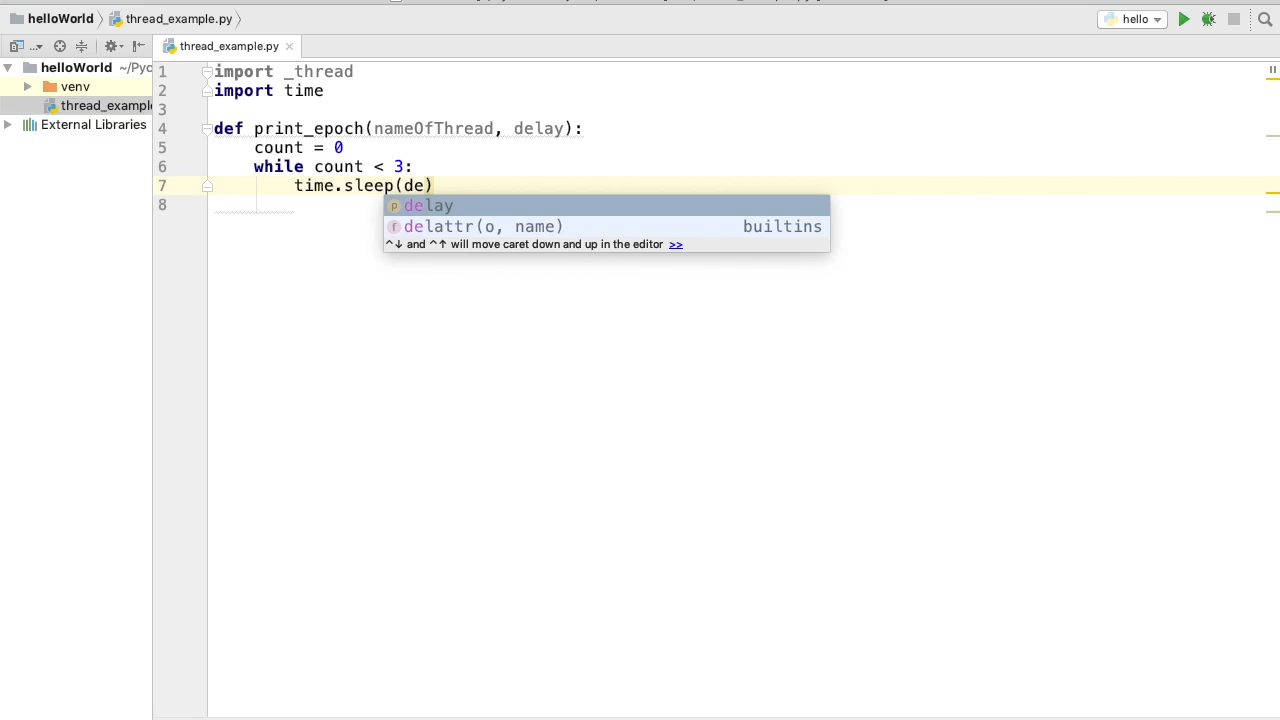 helloWorld thread_example.py hello
... thread_example.py
helloWorld ~/Pyc
venv
thread_example
External Libraries
1 import _thread
2 import time
3
4 def print_epoch(nameOfThread, delay):
5 count = 0
6 while count < 3:
7 time.sleep(de)
8
p delay
f delattr(o, name) builtins
^↓ and ^↑ will move caret down and up in the editor >>